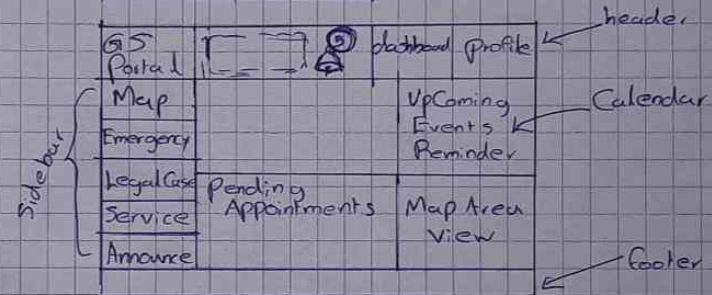 header
GS
Portal
dashboad
Profile
Map
UpComing
Events
Reminder
Calendar
Emergency
Sidebar
LegalCase
Pending
Appointments
Map Area
View
Service
Announce
footer